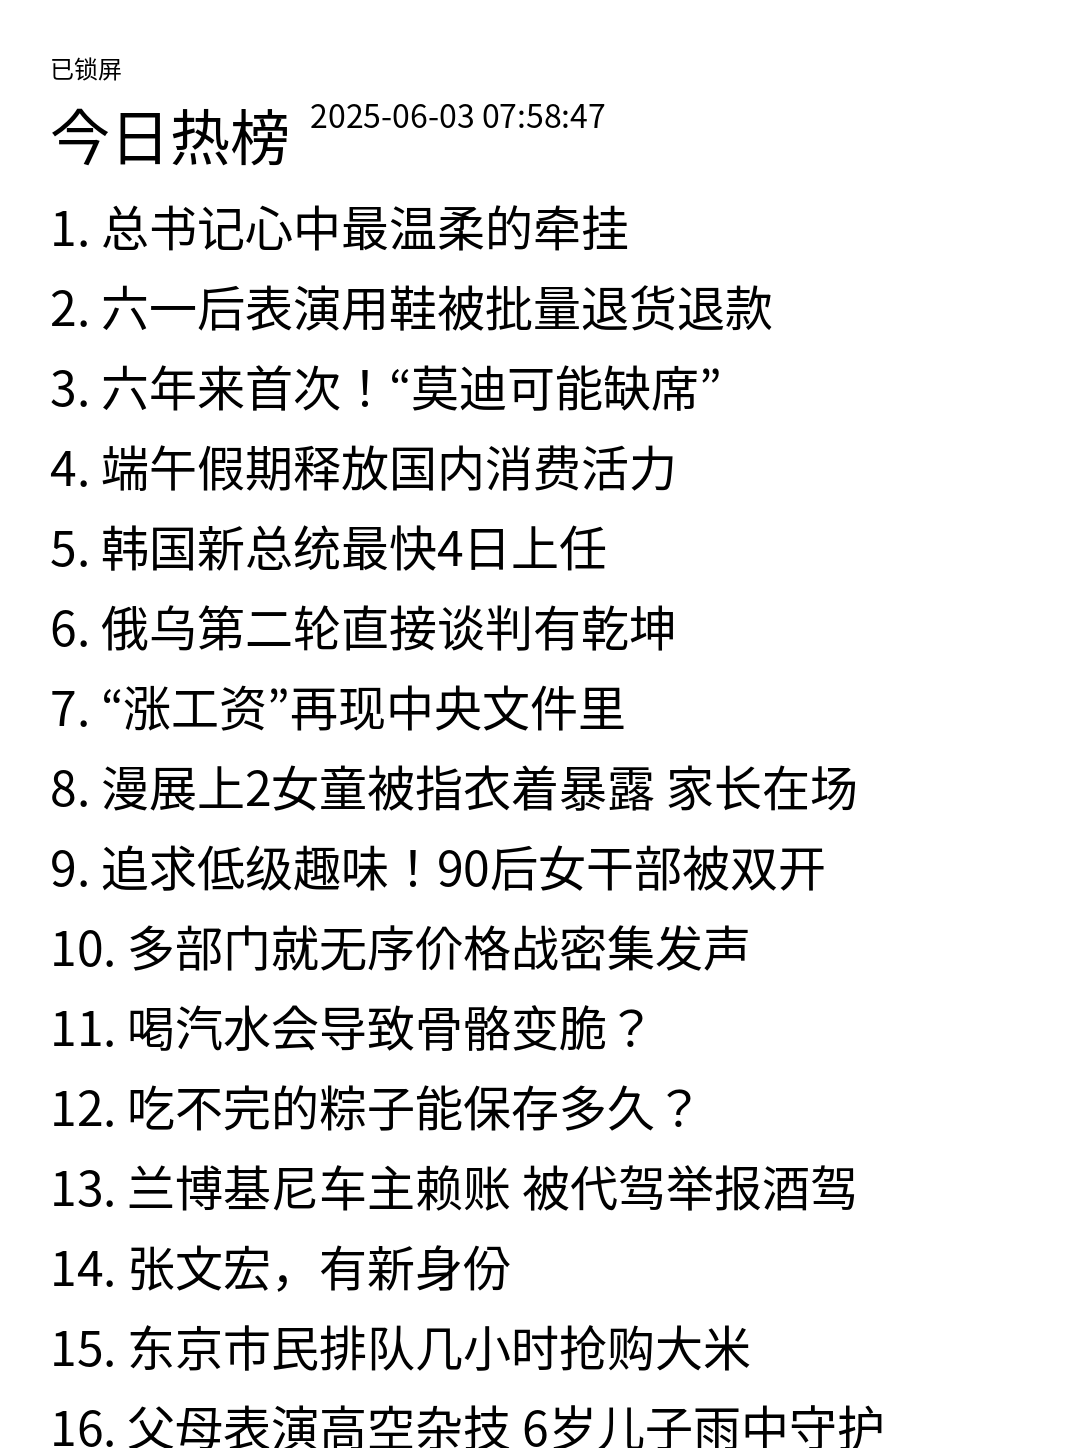 已锁屏
今日热榜 2025-06-03 07:58:47
1. 总书记心中最温柔的牵挂
2. 六一后表演用鞋被批量退货退款
3. 六年来首次！“莫迪可能缺席”
4. 端午假期释放国内消费活力
5. 韩国新总统最快4日上任
6. 俄乌第二轮直接谈判有乾坤
7. “涨工资”再现中央文件里
8. 漫展上2女童被指衣着暴露 家长在场
9. 追求低级趣味！90后女干部被双开
10. 多部门就无序价格战密集发声
11. 喝汽水会导致骨骼变脆？
12. 吃不完的粽子能保存多久？
13. 兰博基尼车主赖账 被代驾举报酒驾
14. 张文宏，有新身份
15. 东京市民排队几小时抢购大米
16. 父母表演高空杂技 6岁儿子雨中守护